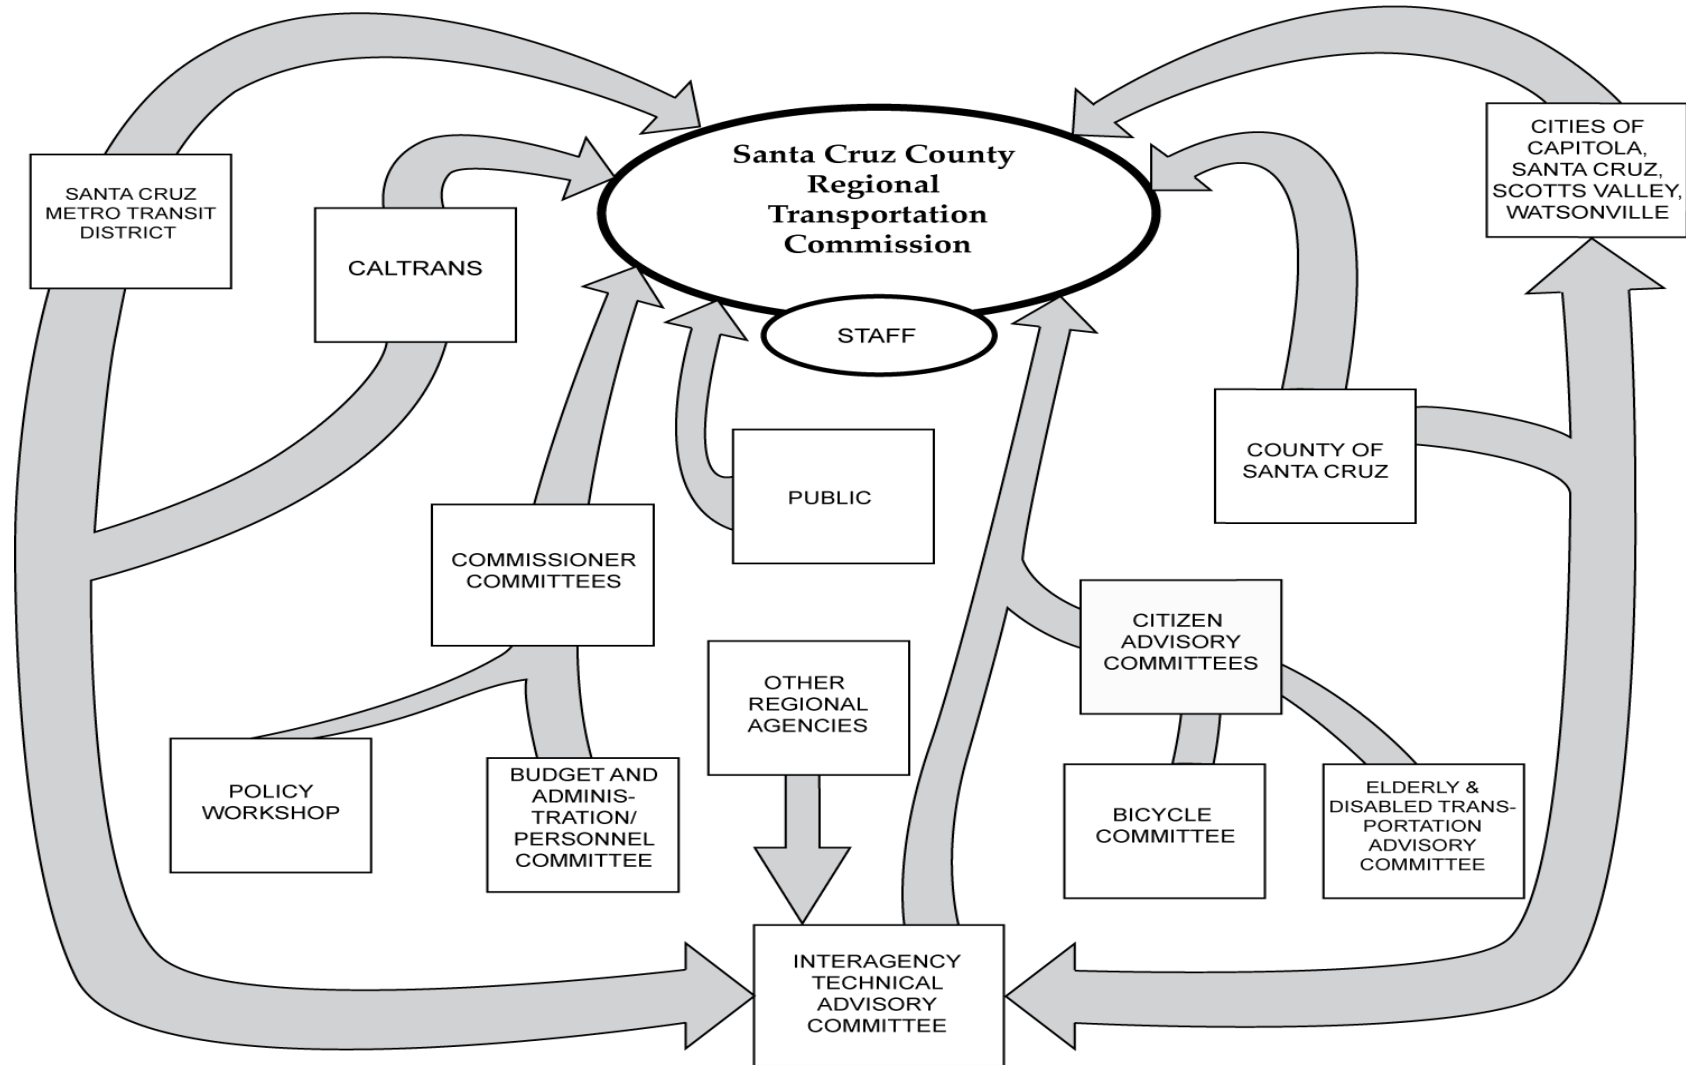 Santa Cruz County
Regional
Transportation
Commission
STAFF
SANTA CRUZ
METRO TRANSIT
DISTRICT
CALTRANS
CITIES OF
CAPITOLA,
SANTA CRUZ,
SCOTTS VALLEY,
WATSONVILLE
COUNTY OF
SANTA CRUZ
PUBLIC
COMMISSIONER
COMMITTEES
CITIZEN
ADVISORY
COMMITTEES
OTHER
REGIONAL
AGENCIES
POLICY
WORKSHOP
BUDGET AND
ADMINIS-
TRATION/
PERSONNEL
COMMITTEE
BICYCLE
COMMITTEE
ELDERLY &
DISABLED TRANS-
PORTATION
ADVISORY
COMMITTEE
INTERAGENCY
TECHNICAL
ADVISORY
COMMITTEE